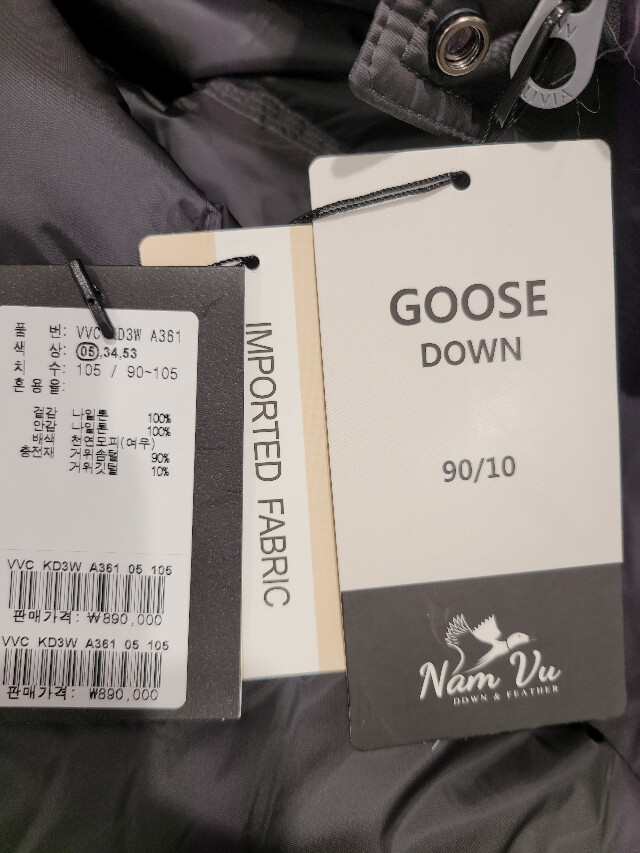 품 번: VVC KD3W A361
색 상: 05,34,53
치 수: 105 / 90~105
혼 용 율:
겉감 나일론 100%
안감 나일론 100%
배색 천연모피(여우)
충전재 거위솜털 90%
거위깃털 10%
VVC KD3W A361 05 105
판매가격: ₩890,000
VVC KD3W A361 05 105
판매가격: ₩890,000
IMPORTED FABRIC
GOOSE
DOWN
90/10
Nam Vu
DOWN & FEATHER